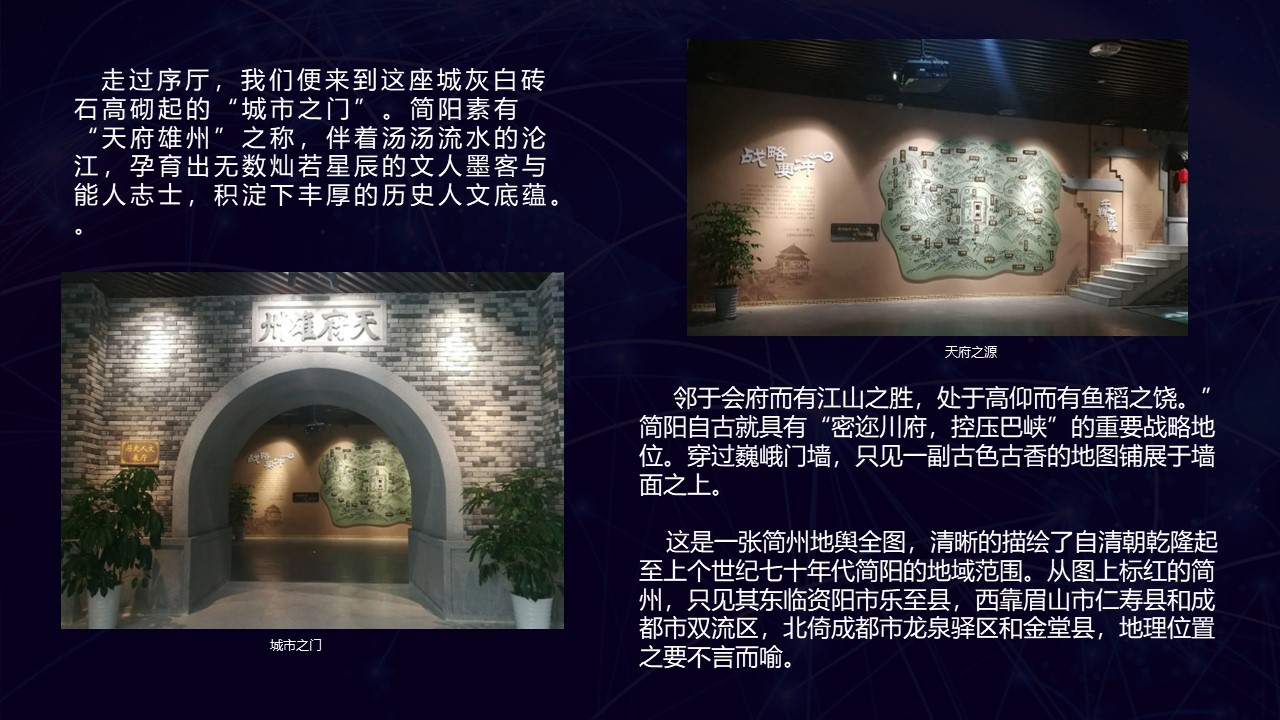 走过序厅，我们便来到这座城灰白砖
石高砌起的“城市之门”。简阳素有
“天府雄州”之称，伴着汤汤流水的沱
江，孕育出无数灿若星辰的文人墨客与
能人志士，积淀下丰厚的历史人文底蕴。
。
州雄府天
历史人文
展厅
战略
要冲
城市之门
战略
要冲
天府之源
邻于会府而有江山之胜，处于高仰而有鱼稻之饶。”
简阳自古就具有“密迩川府，控压巴峡”的重要战略地
位。穿过巍峨门墙，只见一副古色古香的地图铺展于墙
面之上。
这是一张简州地舆全图，清晰的描绘了自清朝乾隆起
至上个世纪七十年代简阳的地域范围。从图上标红的简
州，只见其东临资阳市乐至县，西靠眉山市仁寿县和成
都市双流区，北倚成都市龙泉驿区和金堂县，地理位置
之要不言而喻。